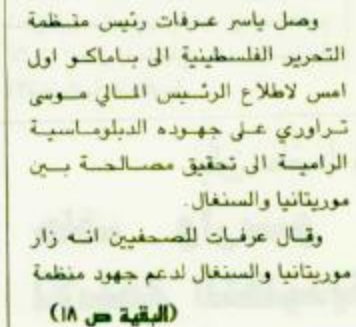 وصل ياسر عرفات رئيس منظمة
التحرير الفلسطينية الى باماكو اول
امس لاطلاع الرئيس المالي موسى
تراوري على جهوده الدبلوماسية
الرامية الى تحقيق مصالحة بين
موريتانيا والسنغال.
وقال عرفات للصحفيين انه زار
موريتانيا والسنغال لدعم جهود منظمة
(البقية ص ١٨)